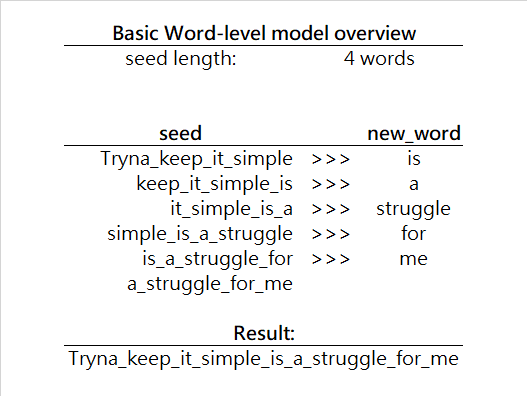 Basic Word-level model overview
seed length: 4 words
seed new_word
Tryna_keep_it_simple >>> is
keep_it_simple_is >>> a
it_simple_is_a >>> struggle
simple_is_a_struggle >>> for
is_a_struggle_for >>> me
a_struggle_for_me
Result:
Tryna_keep_it_simple_is_a_struggle_for_me